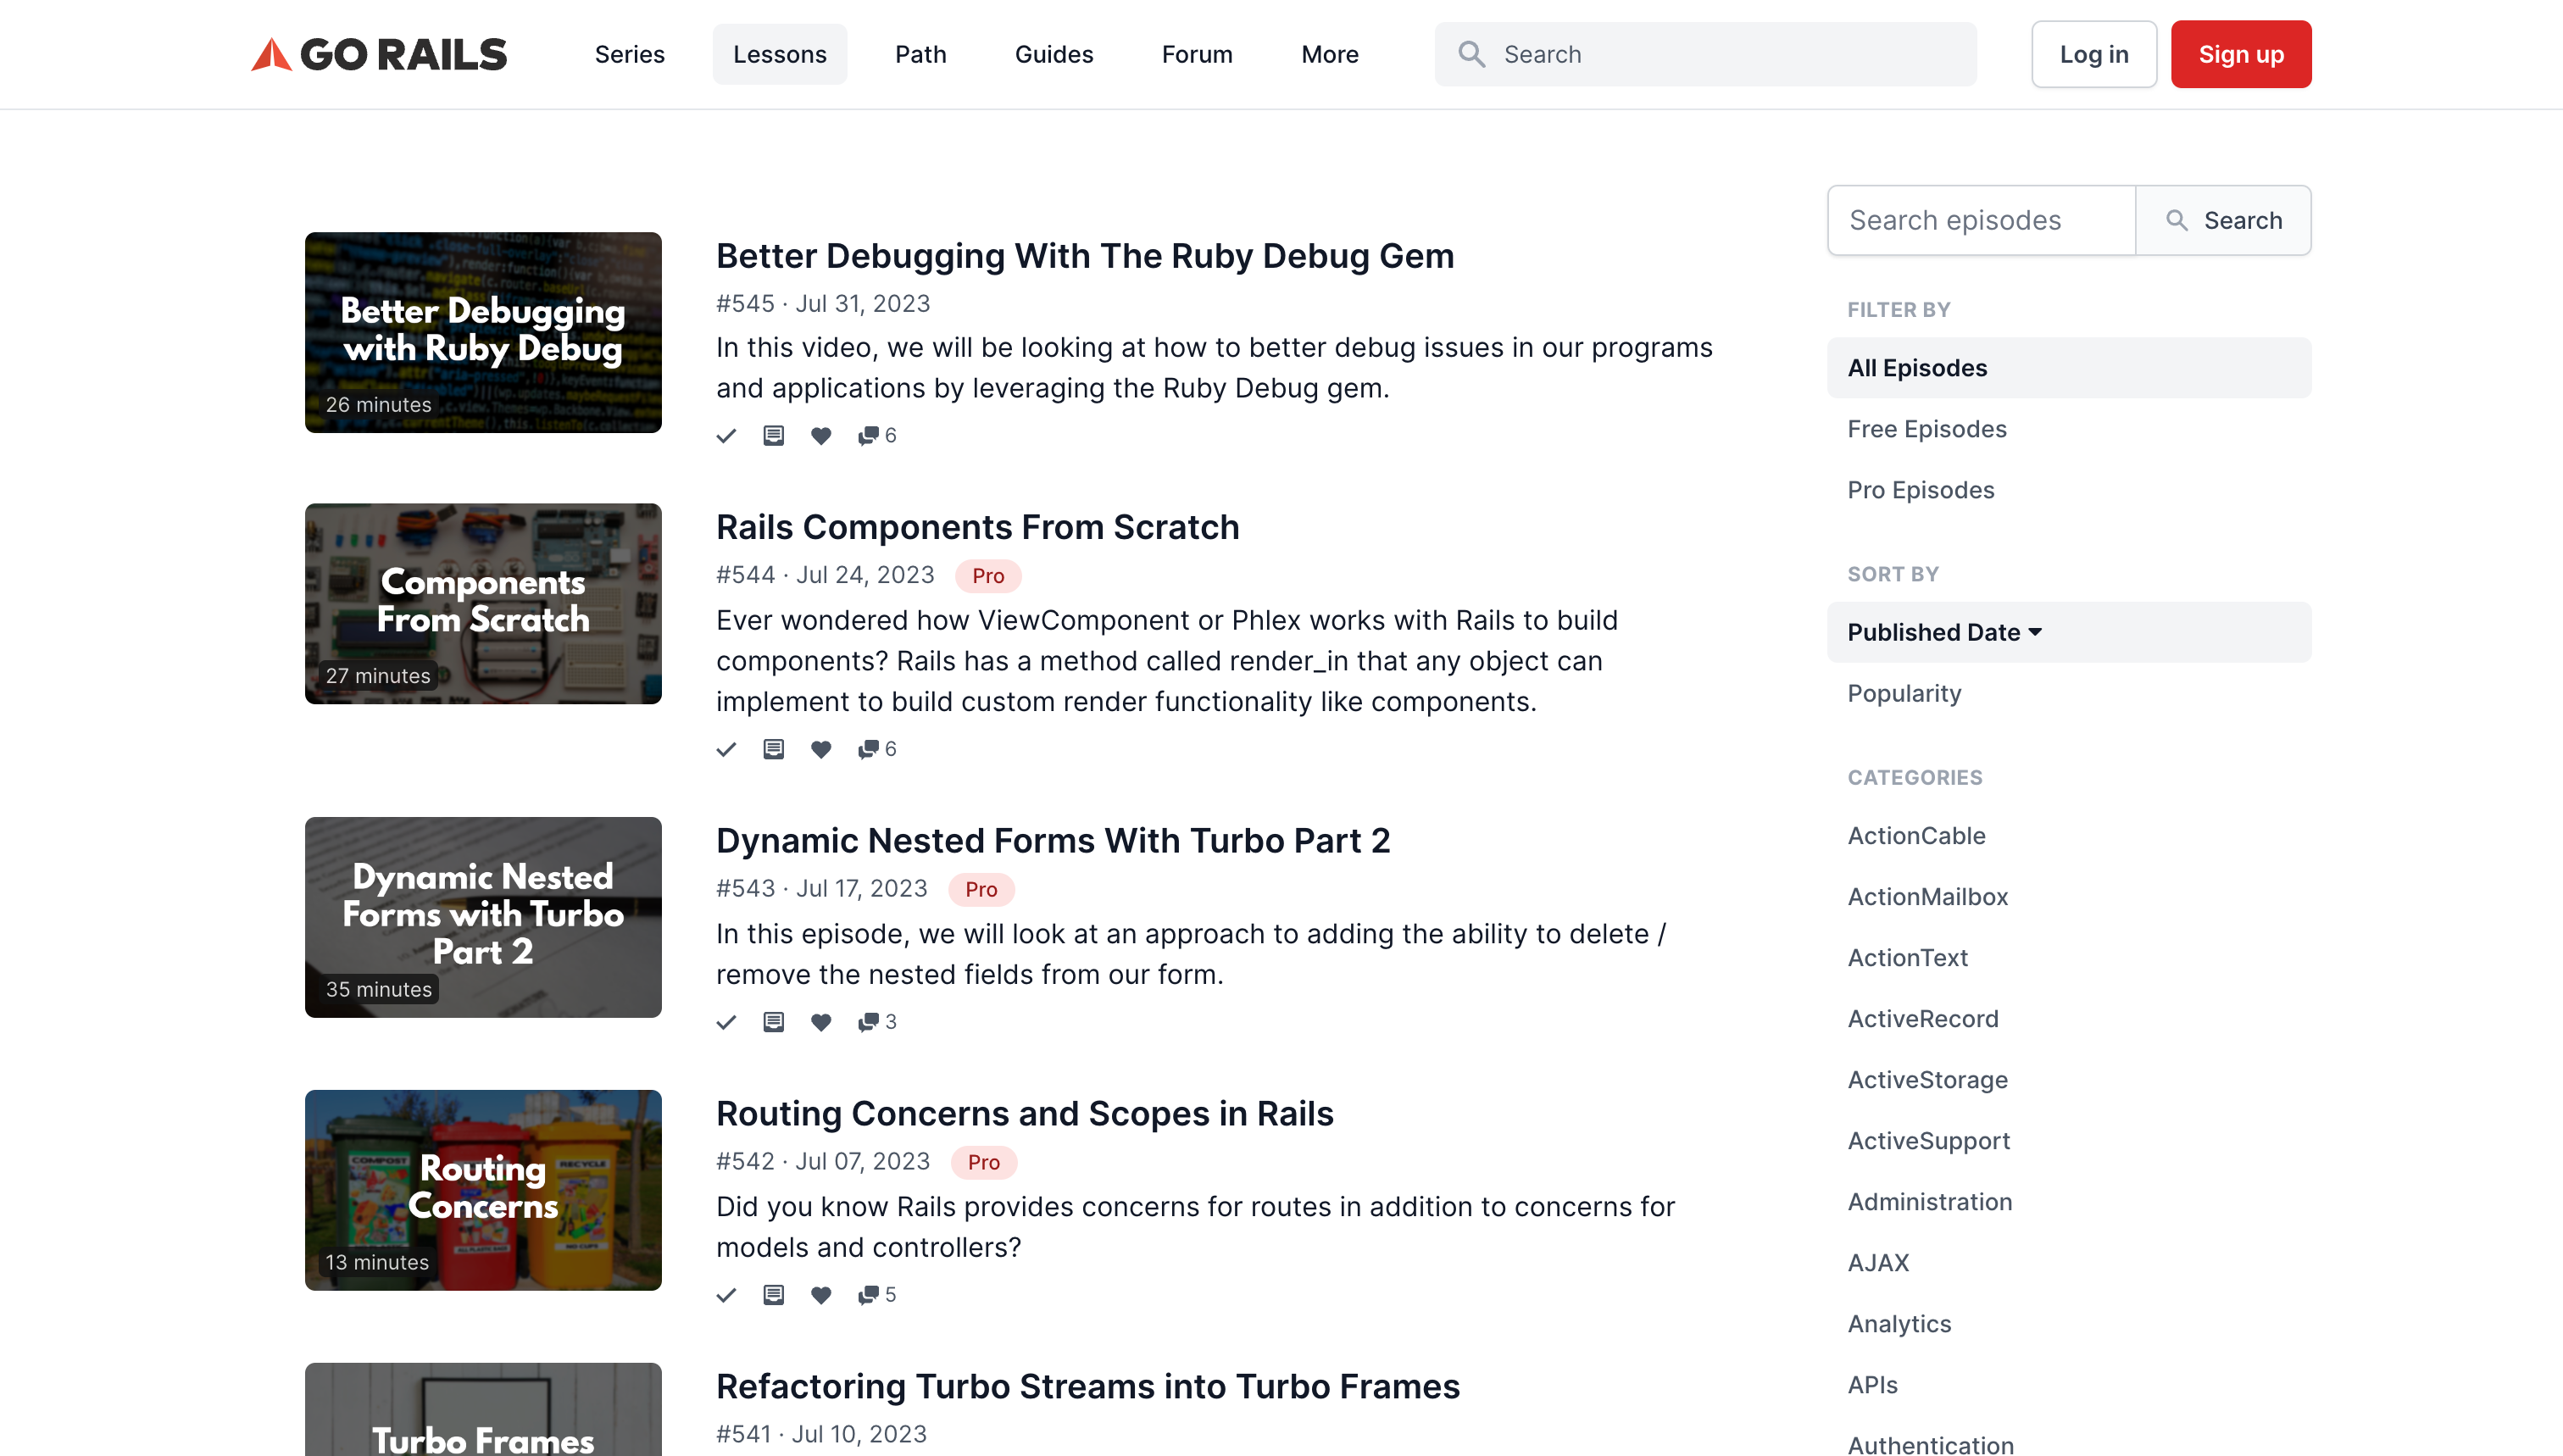 GO RAILS
Series
Lessons
Path
Guides
Forum
More
Search
Log in
Sign up
Better Debugging
with Ruby Debug
26 minutes
Better Debugging With The Ruby Debug Gem
#545 · Jul 31, 2023
In this video, we will be looking at how to better debug issues in our programs
and applications by leveraging the Ruby Debug gem.
6
Components
From Scratch
27 minutes
Rails Components From Scratch
#544 · Jul 24, 2023 Pro
Ever wondered how ViewComponent or Phlex works with Rails to build
components? Rails has a method called render_in that any object can
implement to build custom render functionality like components.
6
Dynamic Nested
Forms with Turbo
Part 2
35 minutes
Dynamic Nested Forms With Turbo Part 2
#543 · Jul 17, 2023 Pro
In this episode, we will look at an approach to adding the ability to delete /
remove the nested fields from our form.
3
COMPOST
RECYCLE
Routing
Concerns
13 minutes
Routing Concerns and Scopes in Rails
#542 · Jul 07, 2023 Pro
Did you know Rails provides concerns for routes in addition to concerns for
models and controllers?
5
Turbo Frames
Refactoring Turbo Streams into Turbo Frames
#541 · Jul 10, 2023
Search episodes
Search
FILTER BY
All Episodes
Free Episodes
Pro Episodes
SORT BY
Published Date
Popularity
CATEGORIES
ActionCable
ActionMailbox
ActionText
ActiveRecord
ActiveStorage
ActiveSupport
Administration
AJAX
Analytics
APIs
Authentication